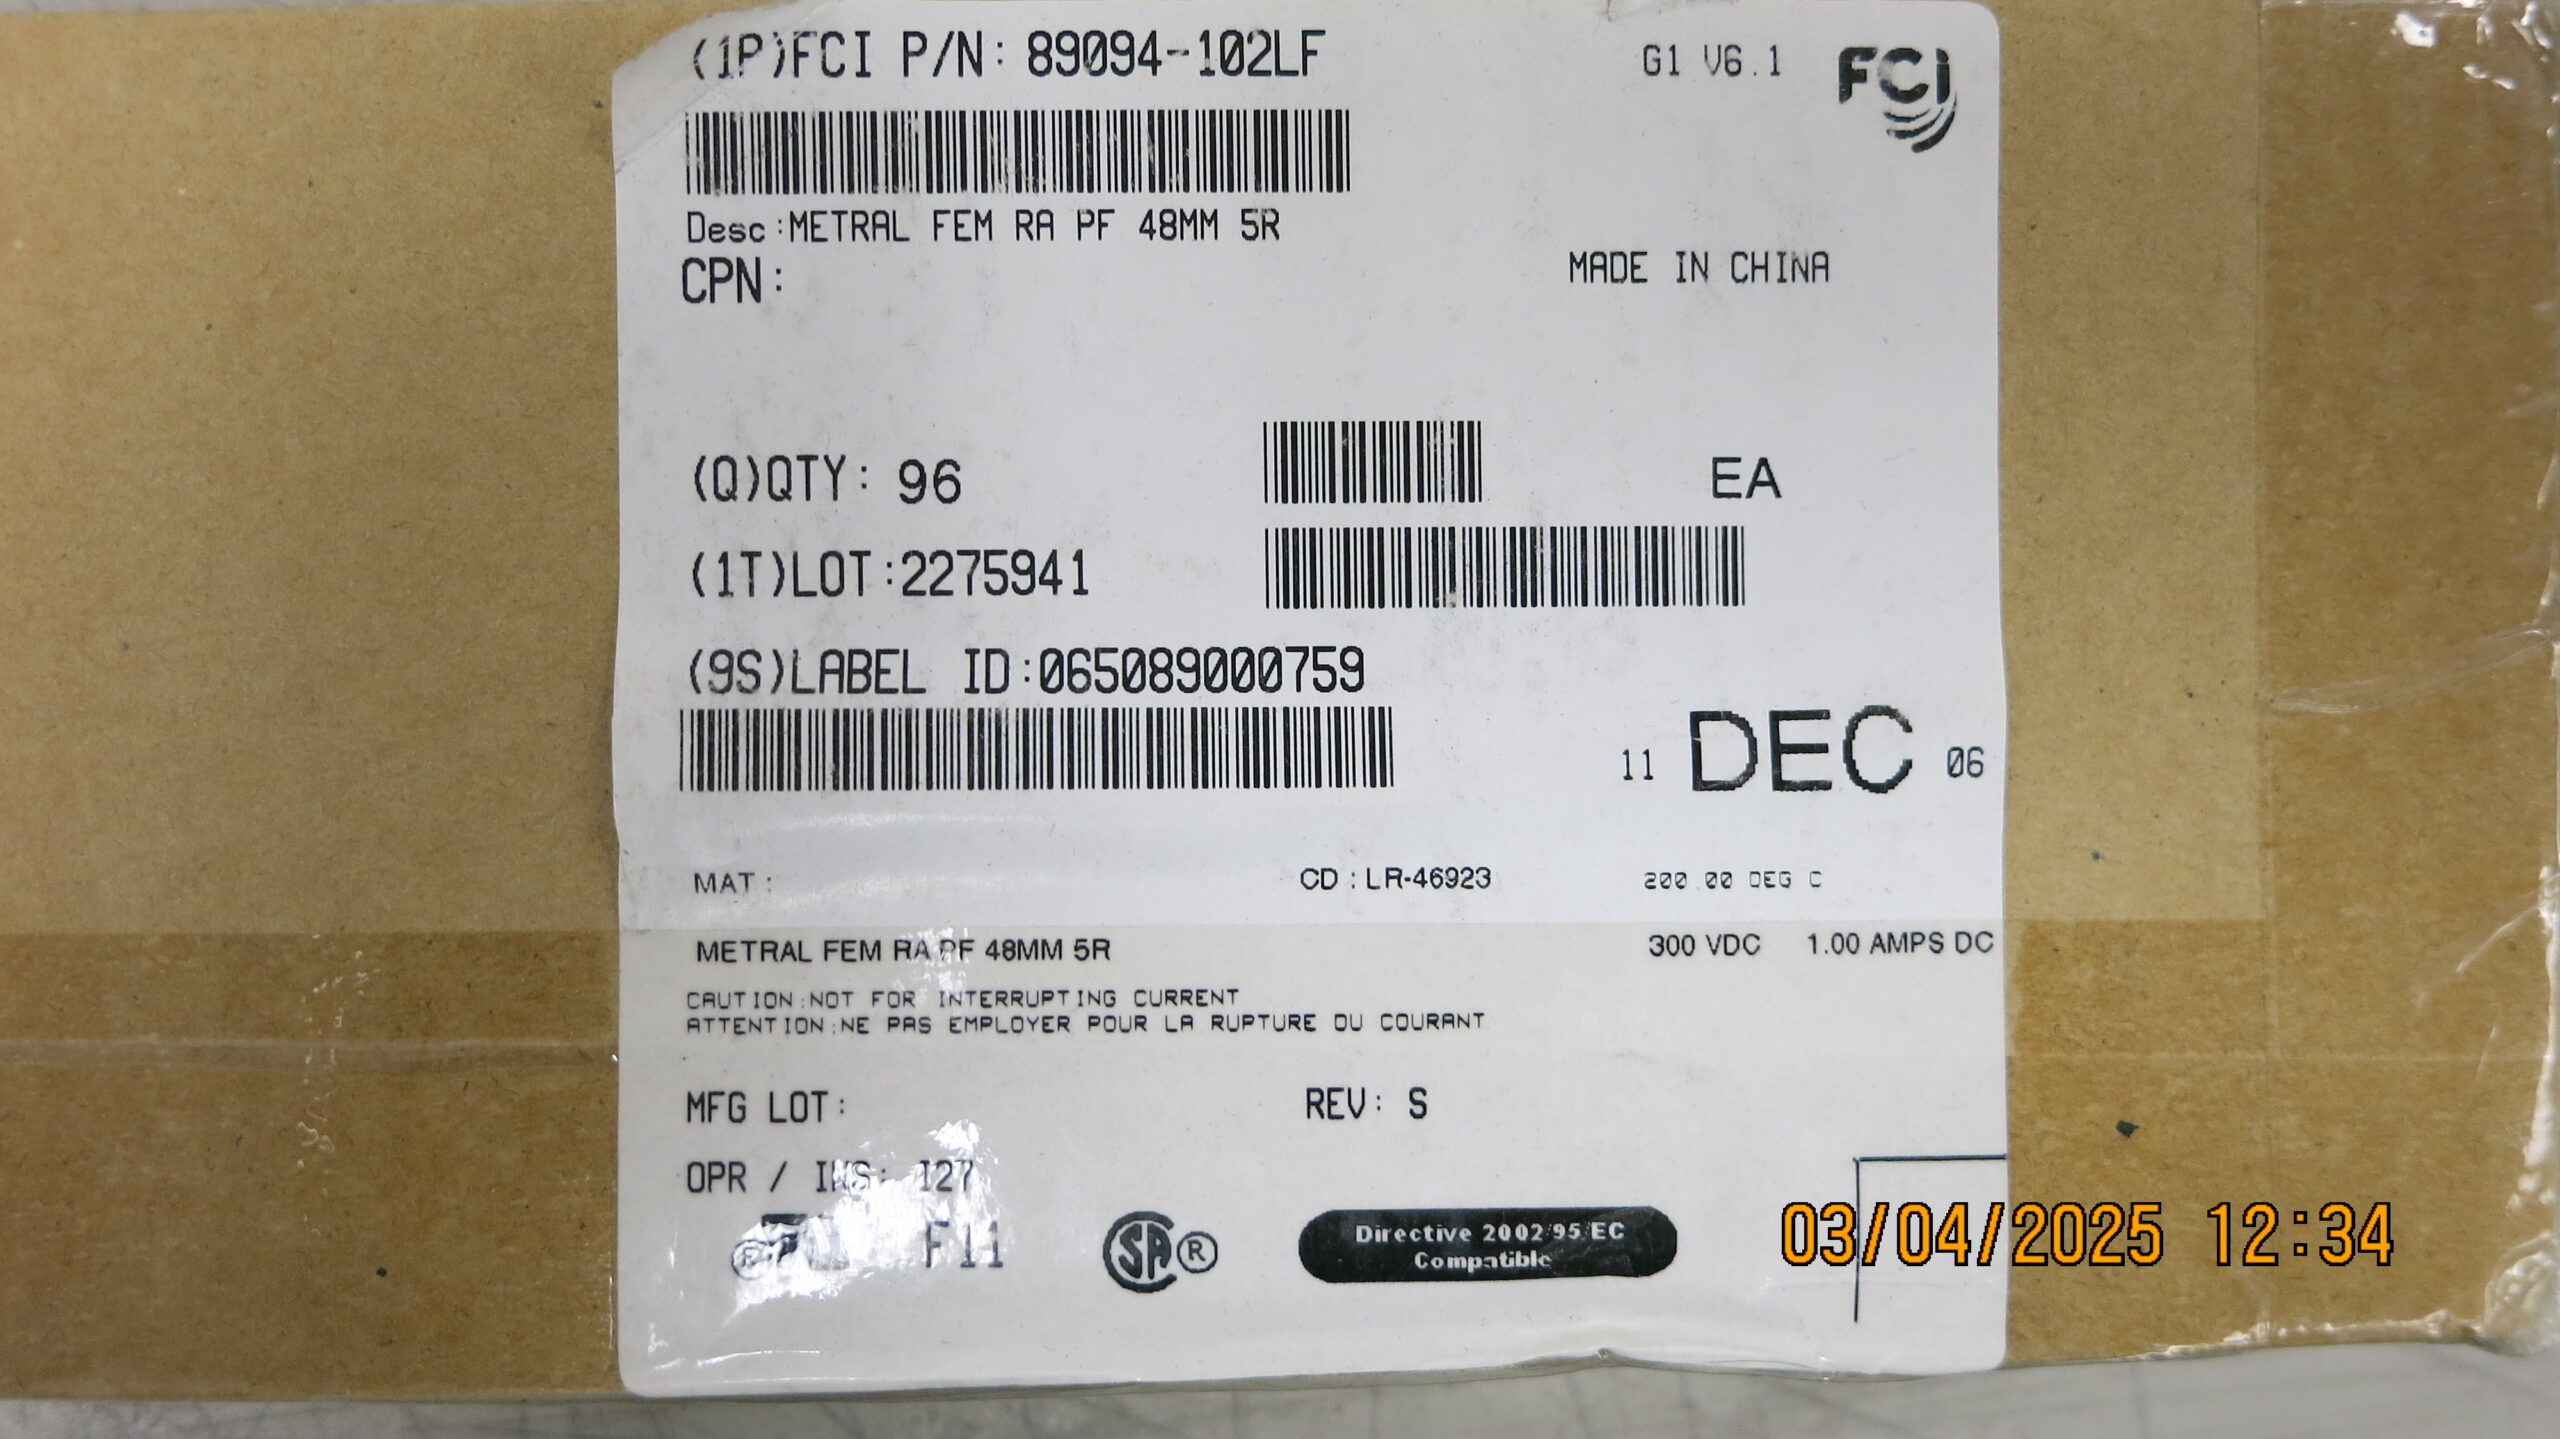 (1P)FCI P/N: 89094-102LF
G1 V6.1
FCI
Desc:METRAL FEM RA PF 48MM 5R
CPN:
MADE IN CHINA
(Q)QTY: 96
EA
(1T)LOT:2275941
(9S)LABEL ID:065089000759
11 DEC 06
MAT :
CD : LR-46923
200.00 DEG C
METRAL FEM RA PF 48MM 5R
300 VDC 1.00 AMPS DC
CAUTION:NOT FOR INTERRUPTING CURRENT
ATTENTION:NE PAS EMPLOYER POUR LA RUPTURE DU COURANT
MFG LOT:
REV: S
OPR / INS: I27
F11
SA®
Directive 2002/95/EC
Compatible
03/04/2025 12:34